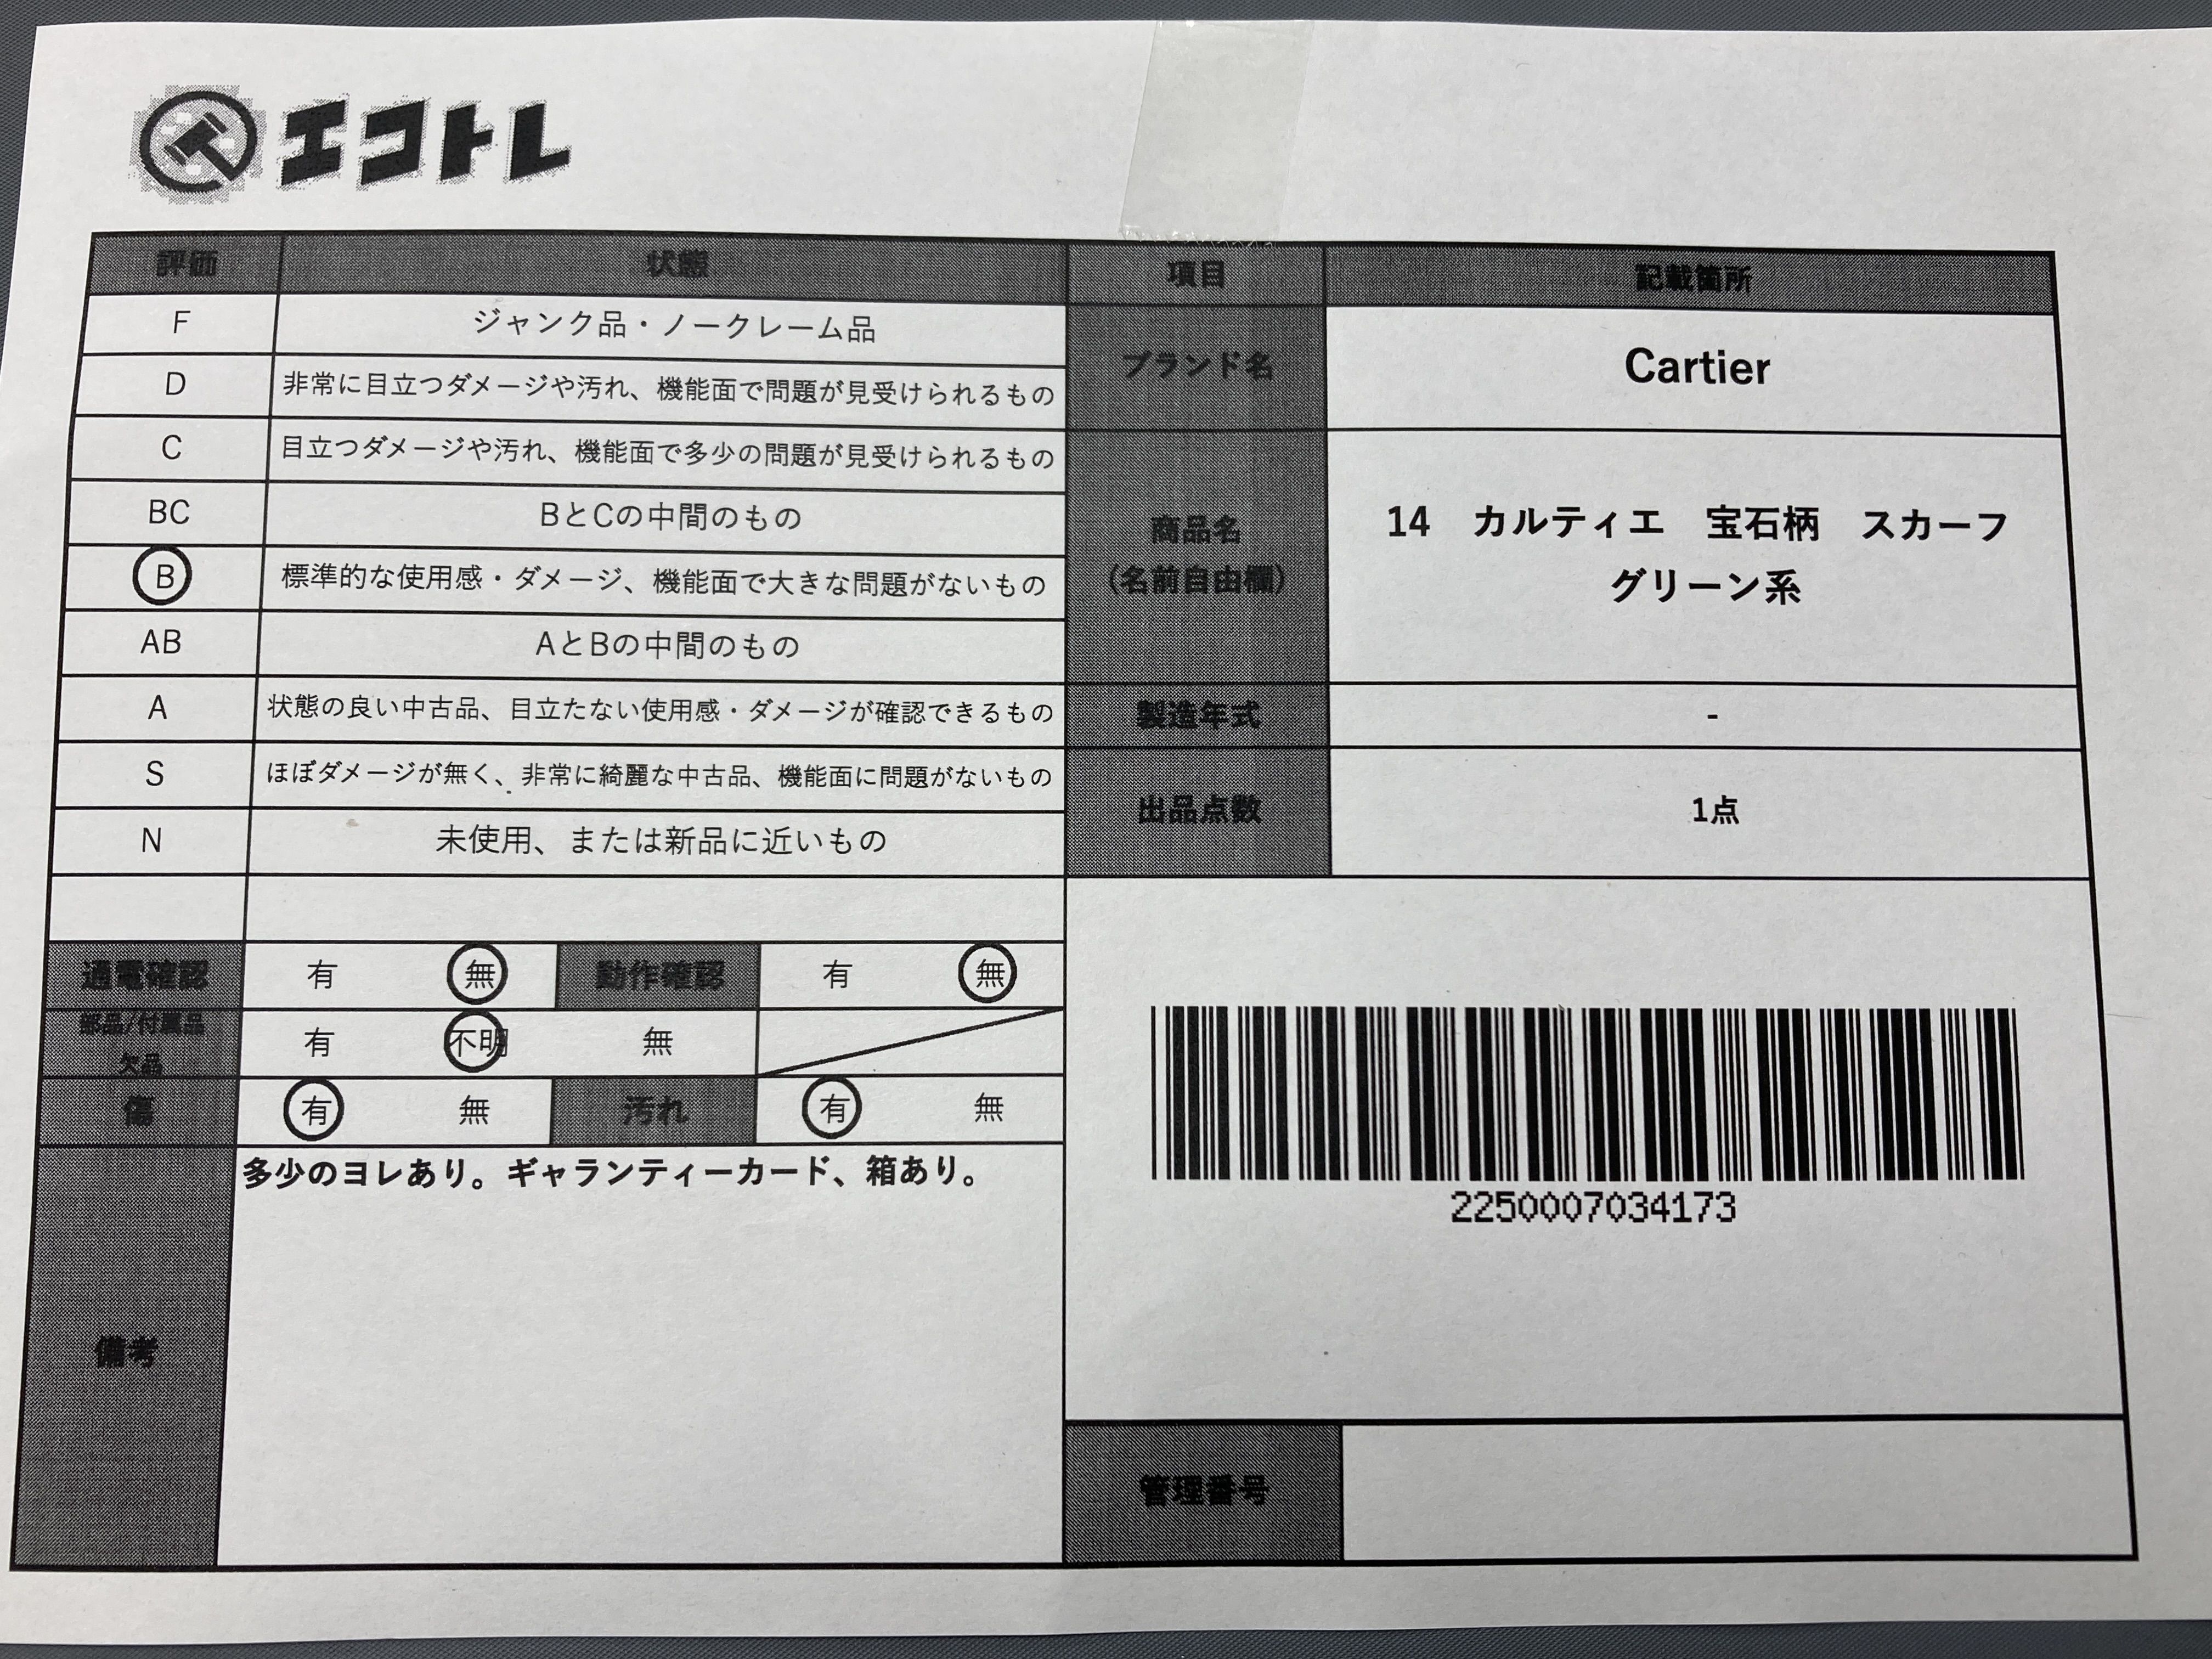 エコトレ
評価 状態
F ジャンク品・ノークレーム品
D 非常に目立つダメージや汚れ、機能面で問題が見受けられるもの
C 目立つダメージや汚れ、機能面で多少の問題が見受けられるもの
BC BとCの中間のもの
B 標準的な使用感・ダメージ、機能面で大きな問題がないもの
AB AとBの中間のもの
A 状態の良い中古品、目立たない使用感・ダメージが確認できるもの
S ほぼダメージが無く、非常に綺麗な中古品、機能面に問題がないもの
N 未使用、または新品に近いもの
通電確認 有 無 動作確認 有 無
部品/付属品
欠品 有 不明 無
傷 有 無 汚れ 有 無
備考 多少のヨレあり。ギャランティーカード、箱あり。
項目 記載箇所
ブランド名 Cartier
商品名
(名前自由欄)
14 カルティエ 宝石柄 スカーフ
グリーン系
製造年式 -
出品点数 1点
2250007034173
管理番号